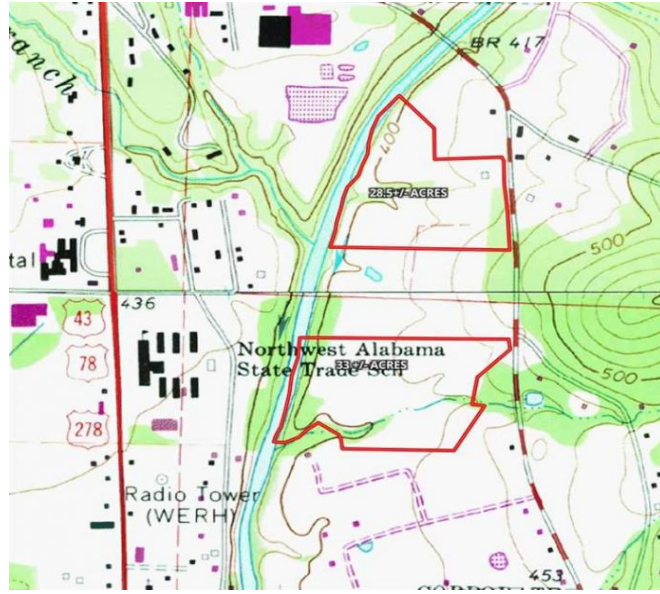 ranch
BR 417
400
28.5+/- ACRES
500
tal
436
43
78
278
Northwest Alabama
State Trade Sch
33+/- ACRES
500
Radio Tower
(WERH)
453